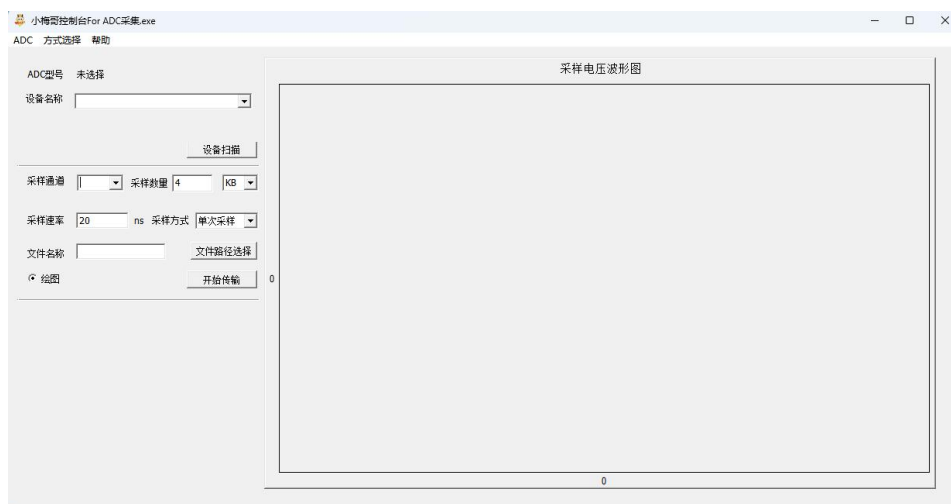 小梅哥控制台For ADC采集.exe
ADC 方式选择 帮助
采样电压波形图
ADC型号 未选择
设备名称
设备扫描
采样通道 采样数量 4 KB
采样速率 20 ns 采样方式 单次采样
文件名称 文件路径选择
绘图 开始传输
0
0